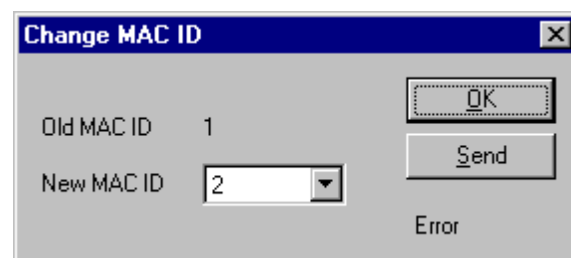 Change MAC ID
OK
Old MAC ID 1
Send
New MAC ID 2
Error